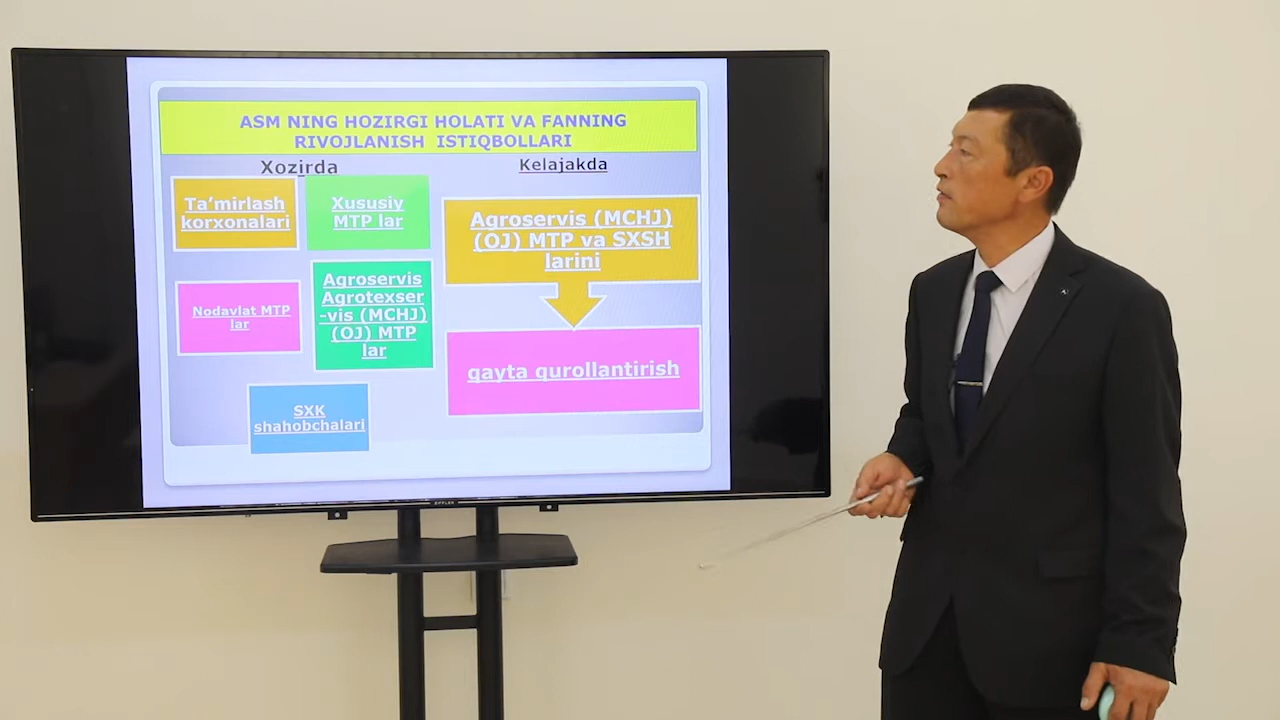 ASM NING HOZIRGI HOLATI VA FANNING
RIVOJLANISH ISTIQBOLLARI
Xozirda
Kelajakda
Ta’mirlash
korxonalari
Xususiy
MTP lar
Nodavlat MTP
lar
Agroservis
Agrotexser
-vis (MCHJ)
(OJ) MTP
lar
SXK
shahobchalari
Agroservis (MCHJ)
(OJ) MTP va SXSH
larini
qayta qurollantirish